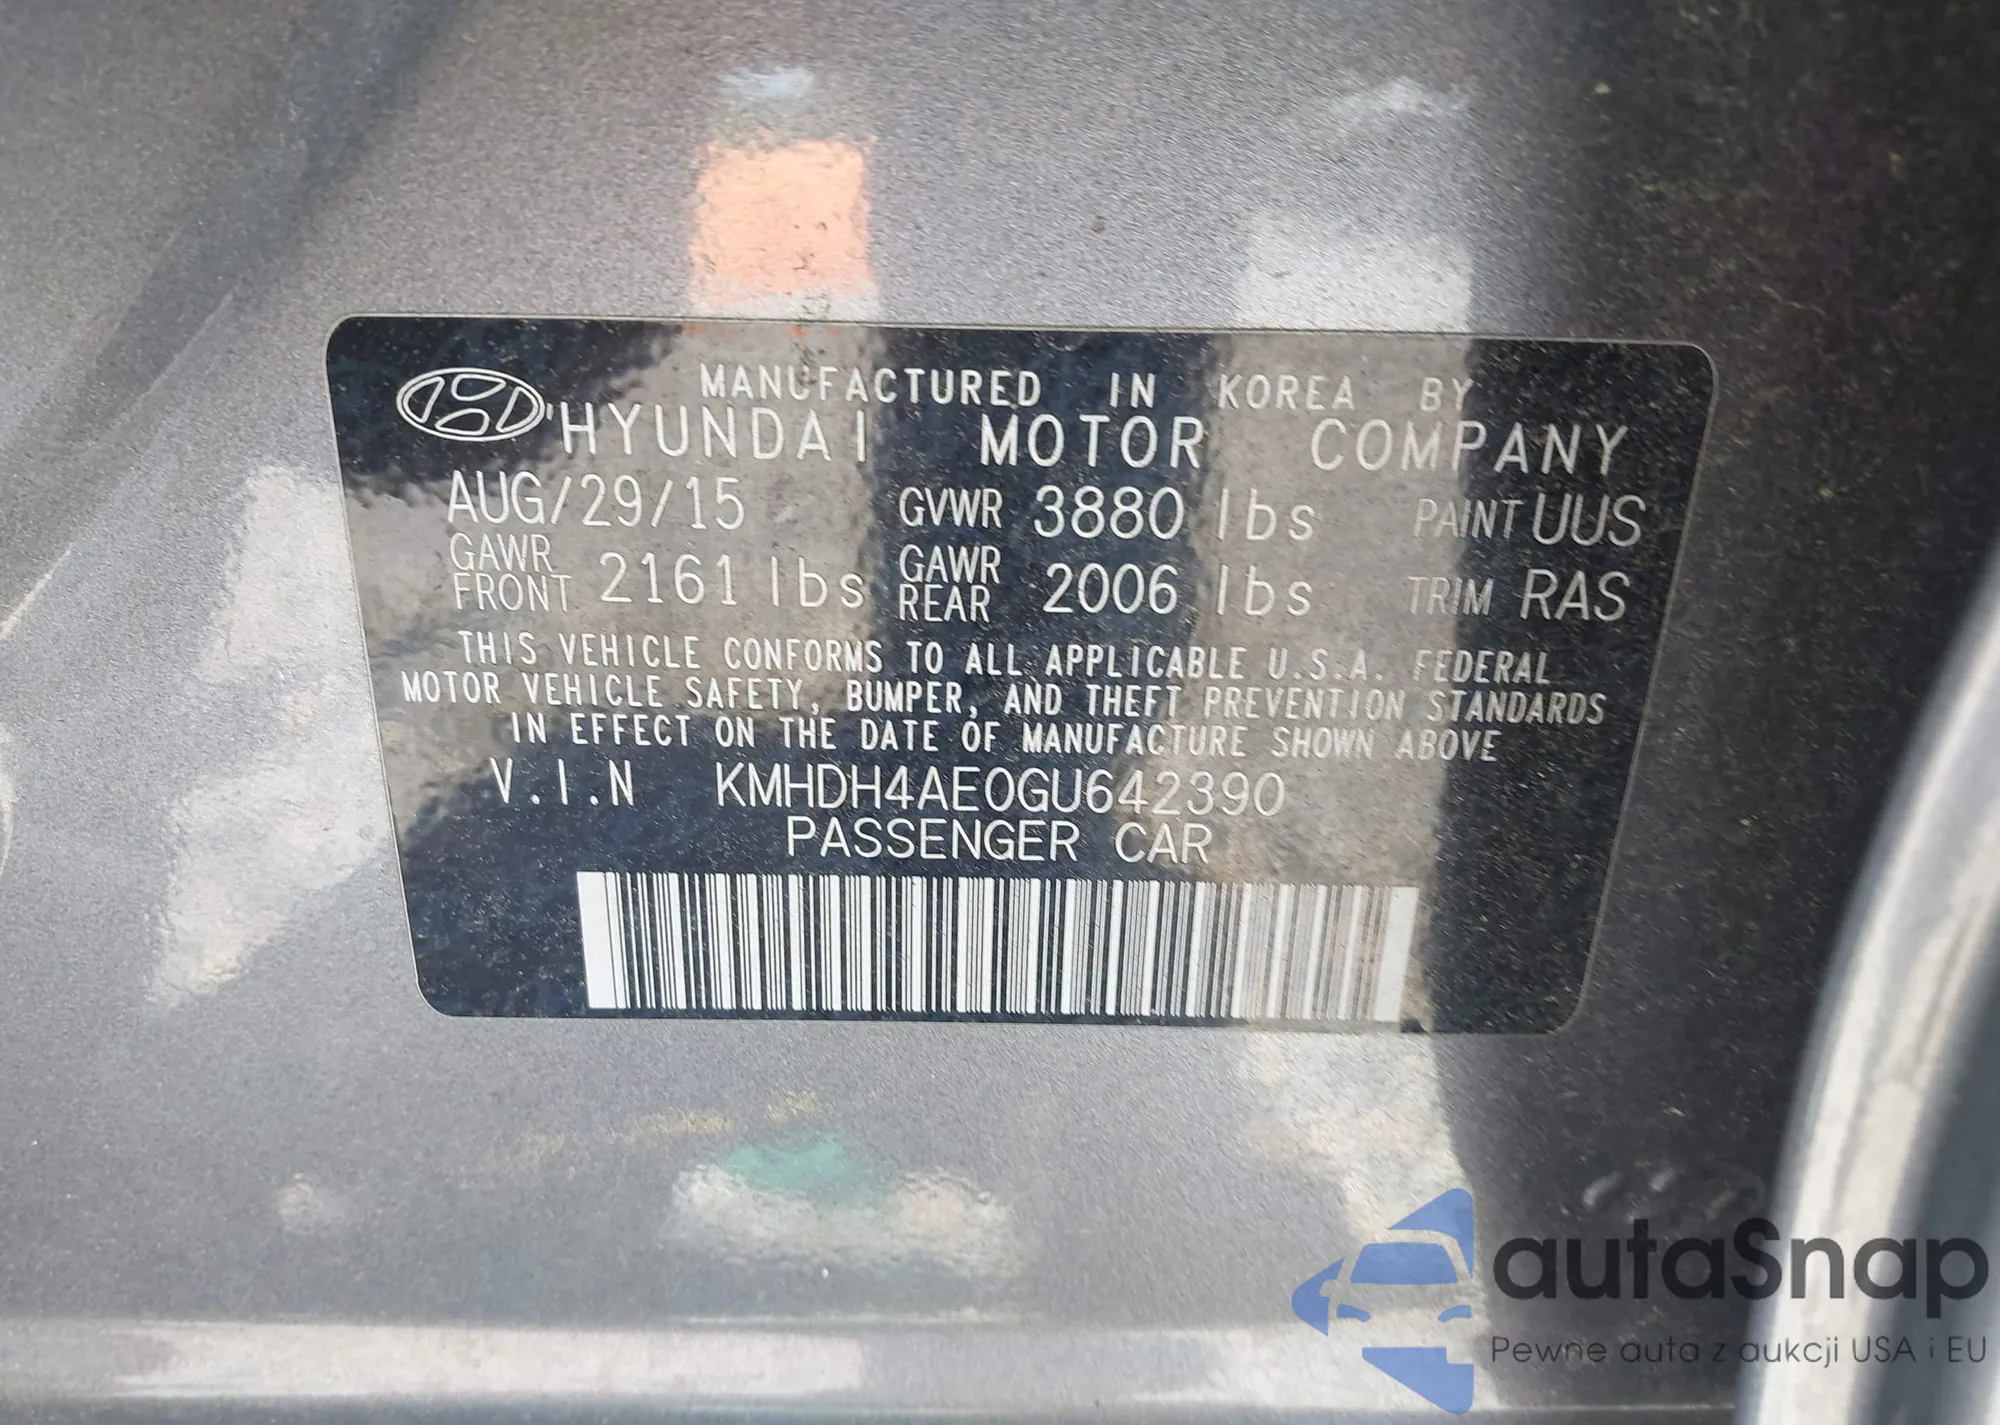 MANUFACTURED IN KOREA BY
HYUNDAI MOTOR COMPANY
AUG/29/15 GVWR 3880 lbs PAINT UUS
GAWR FRONT 2161 lbs GAWR REAR 2006 lbs TRIM RAS
THIS VEHICLE CONFORMS TO ALL APPLICABLE U.S.A. FEDERAL
MOTOR VEHICLE SAFETY, BUMPER, AND THEFT PREVENTION STANDARDS
IN EFFECT ON THE DATE OF MANUFACTURE SHOWN ABOVE
V.I.N KMHDH4AE0GU642390
PASSENGER CAR
autaSnap
Pewne auta z aukcji USA i EU